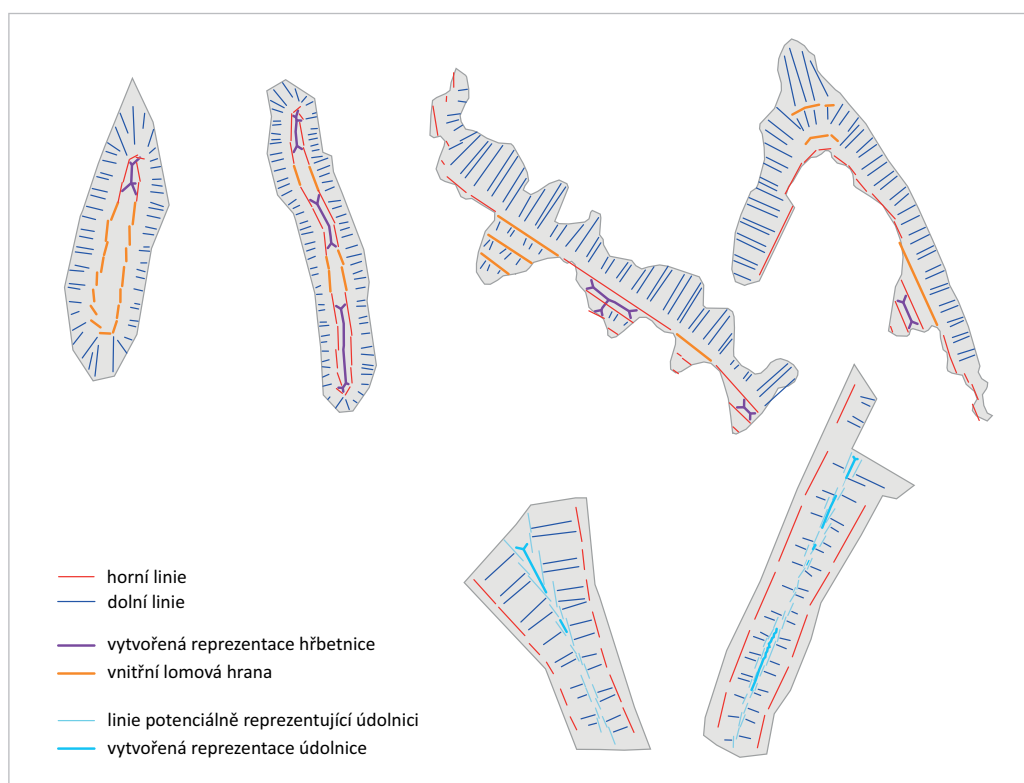 horní linie
dolní linie
vytvořená reprezentace hřbetnice
vnitřní lomová hrana
linie potenciálně reprezentující údolnici
vytvořená reprezentace údolnice